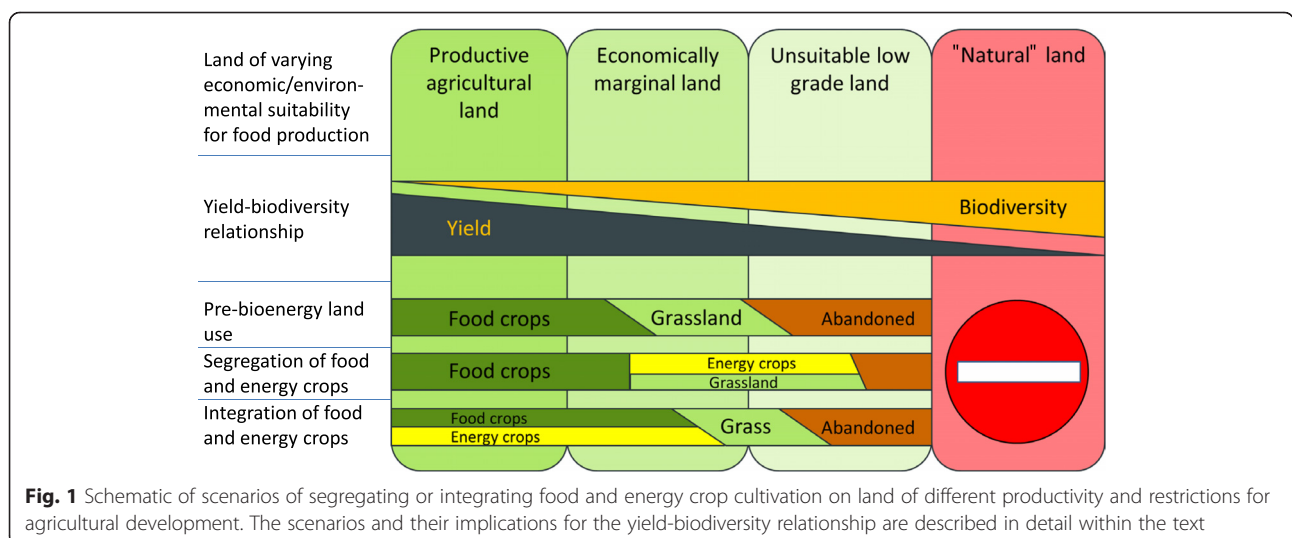 Land of varying
economic/environ-
mental suitability
for food production
Productive
agricultural
land
Economically
marginal land
Unsuitable low
grade land
"Natural" land
Yield-biodiversity
relationship
Yield
Biodiversity
Pre-bioenergy land
use
Food crops
Grassland
Abandoned
Segregation of food
and energy crops
Food crops
Energy crops
Grassland
Integration of food
and energy crops
Food crops
Energy crops
Grass
Abandoned
Fig. 1 Schematic of scenarios of segregating or integrating food and energy crop cultivation on land of different productivity and restrictions for
agricultural development. The scenarios and their implications for the yield-biodiversity relationship are described in detail within the text